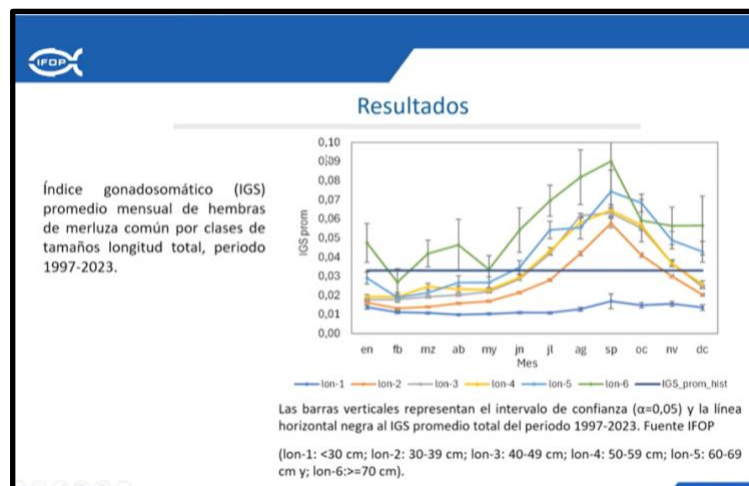 IFOP
Resultados
Índice gonadosomático (IGS)
promedio mensual de hembras
de merluza común por clases de
tamaños longitud total, periodo
1997-2023.
IGS prom
0,10
0,09
0,08
0,07
0,06
0,05
0,04
0,03
0,02
0,01
0,00
en fb mz ab my jn jl ag sp oc nv dc
Mes
lon-1 lon-2 lon-3 lon-4 lon-5 lon-6 IGS_prom_hist
Las barras verticales representan el intervalo de confianza (α=0,05) y la línea
horizontal negra al IGS promedio total del periodo 1997-2023. Fuente IFOP
(lon-1: <30 cm; lon-2: 30-39 cm; lon-3: 40-49 cm; lon-4: 50-59 cm; lon-5: 60-69
cm y; lon-6:>=70 cm).